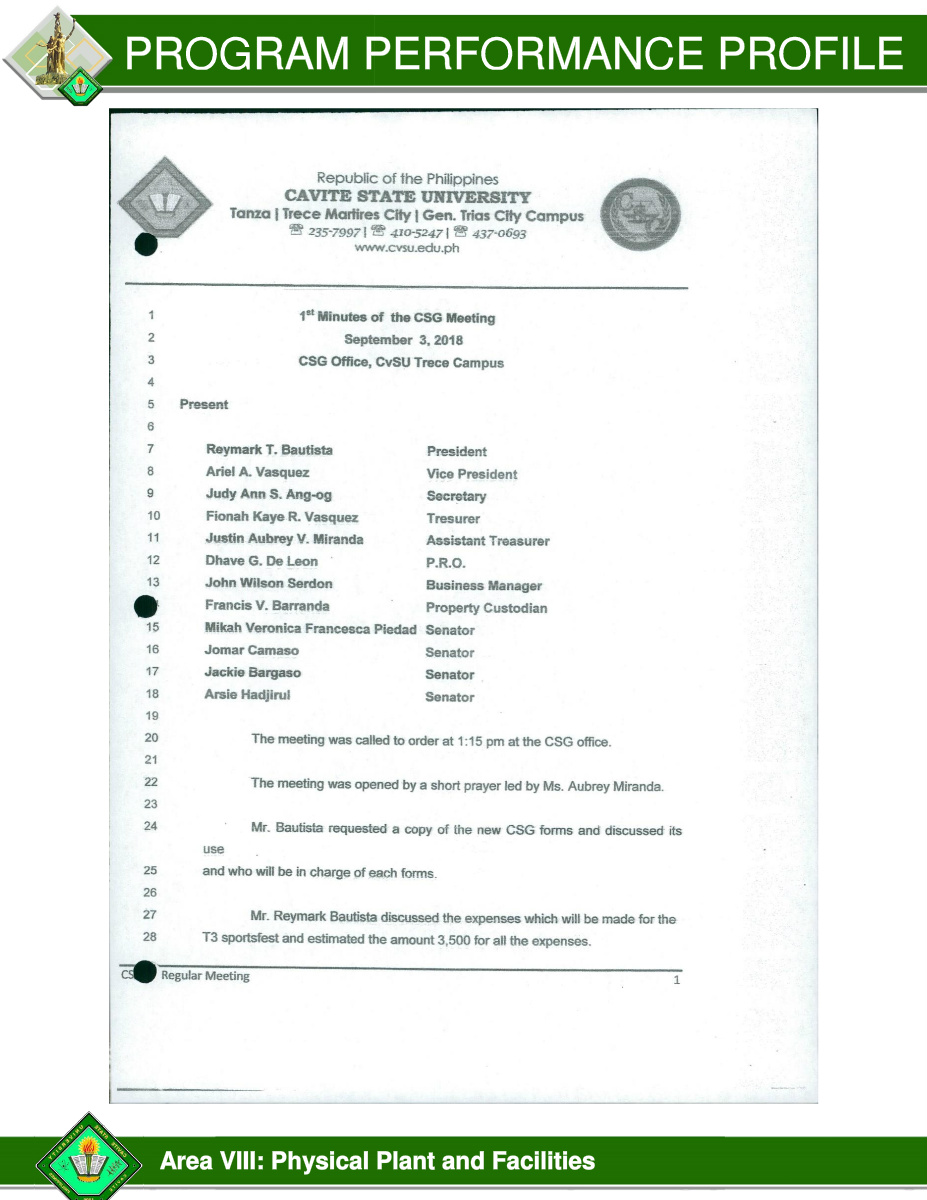 PROGRAM PERFORMANCE PROFILE
Republic of the Philippines
CAVITE STATE UNIVERSITY
Tanza | Trece Martires City | Gen. Trias City Campus
☏ 235-7997 | ☏ 410-5247 | ☏ 437-0693
www.cvsu.edu.ph
1 1st Minutes of the CSG Meeting
2 September 3, 2018
3 CSG Office, CvSU Trece Campus
4
5 Present
6
7 Reymark T. Bautista President
8 Ariel A. Vasquez Vice President
9 Judy Ann S. Ang-og Secretary
10 Fionah Kaye R. Vasquez Tresurer
11 Justin Aubrey V. Miranda Assistant Treasurer
12 Dhave G. De Leon P.R.O.
13 John Wilson Serdon Business Manager
Francis V. Barranda Property Custodian
15 Mikah Veronica Francesca Piedad Senator
16 Jomar Camaso Senator
17 Jackie Bargaso Senator
18 Arsie Hadjirul Senator
19
20 The meeting was called to order at 1:15 pm at the CSG office.
21
22 The meeting was opened by a short prayer led by Ms. Aubrey Miranda.
23
24 Mr. Bautista requested a copy of the new CSG forms and discussed its
use
25 and who will be in charge of each forms.
26
27 Mr. Reymark Bautista discussed the expenses which will be made for the
28 T3 sportsfest and estimated the amount 3,500 for all the expenses.
CS Regular Meeting 1
Area VIII: Physical Plant and Facilities